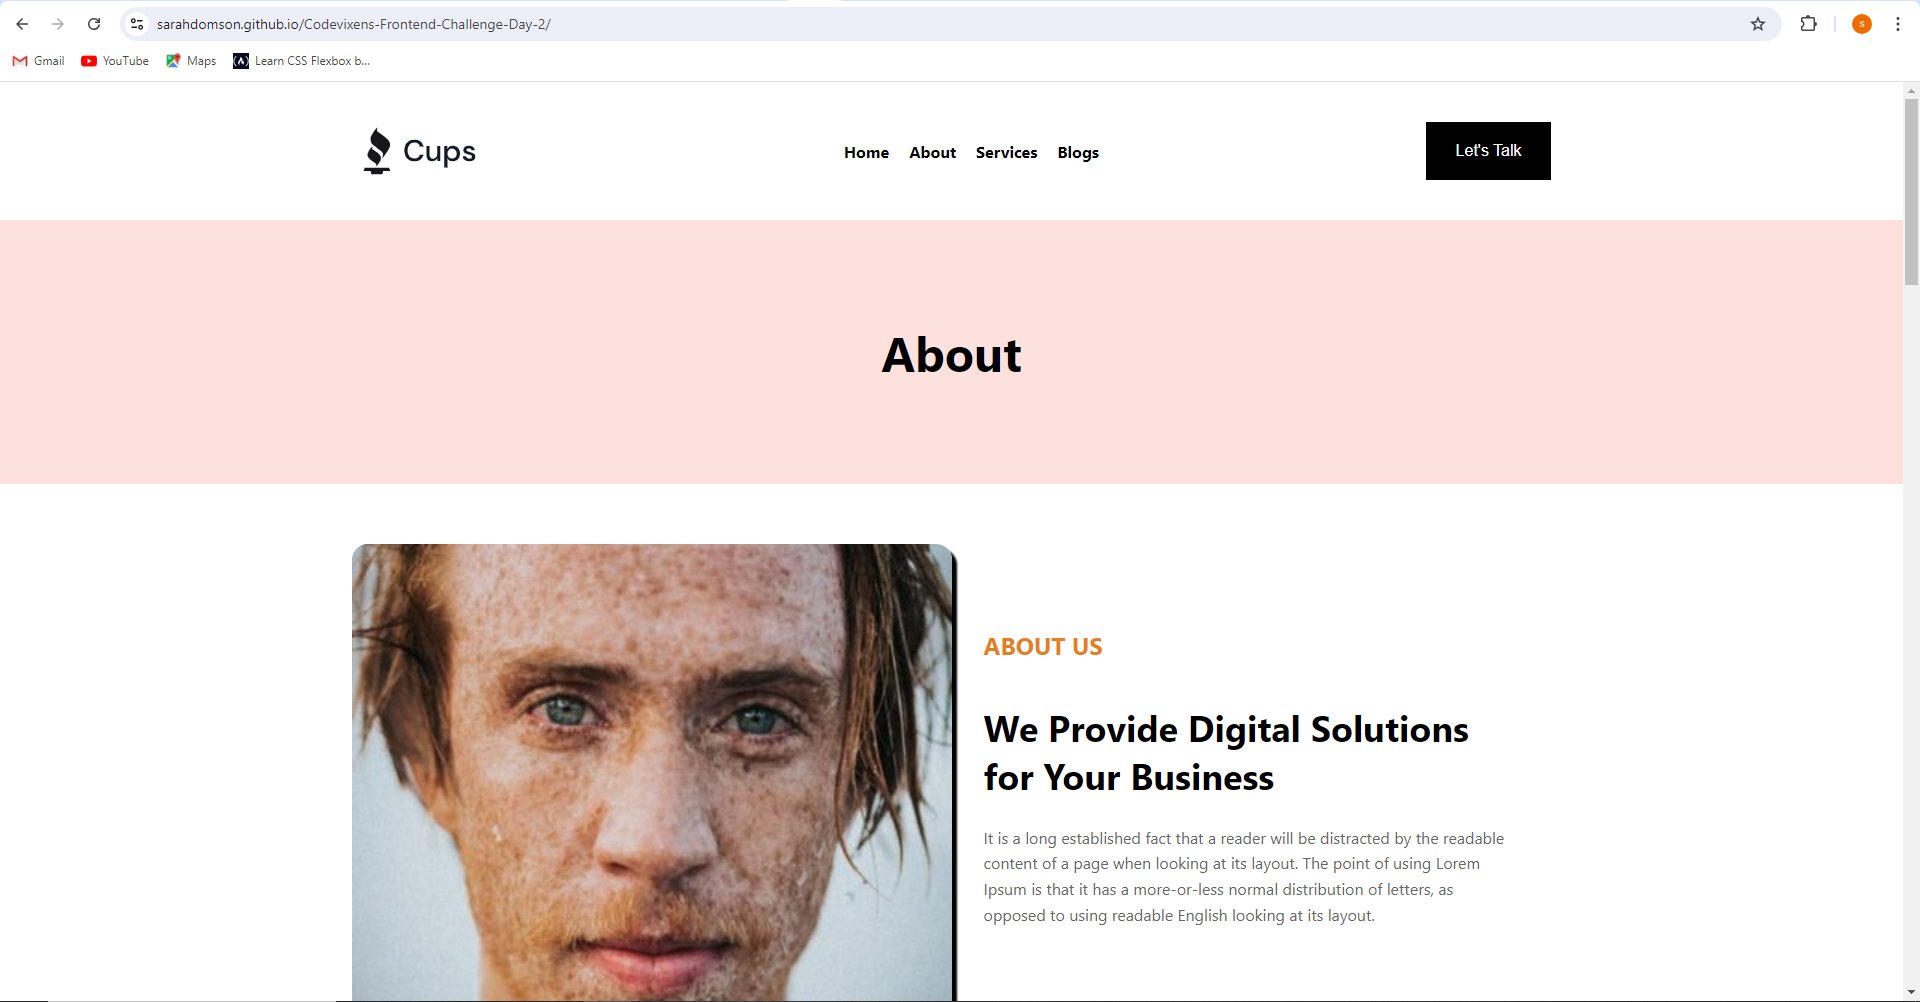 sarahdomson.github.io/Codevixens-Frontend-Challenge-Day-2/
S
Gmail YouTube Maps Learn CSS Flexbox b...
Cups Home About Services Blogs Let's Talk
About
ABOUT US
We Provide Digital Solutions
for Your Business
It is a long established fact that a reader will be distracted by the readable
content of a page when looking at its layout. The point of using Lorem
Ipsum is that it has a more-or-less normal distribution of letters, as
opposed to using readable English looking at its layout.